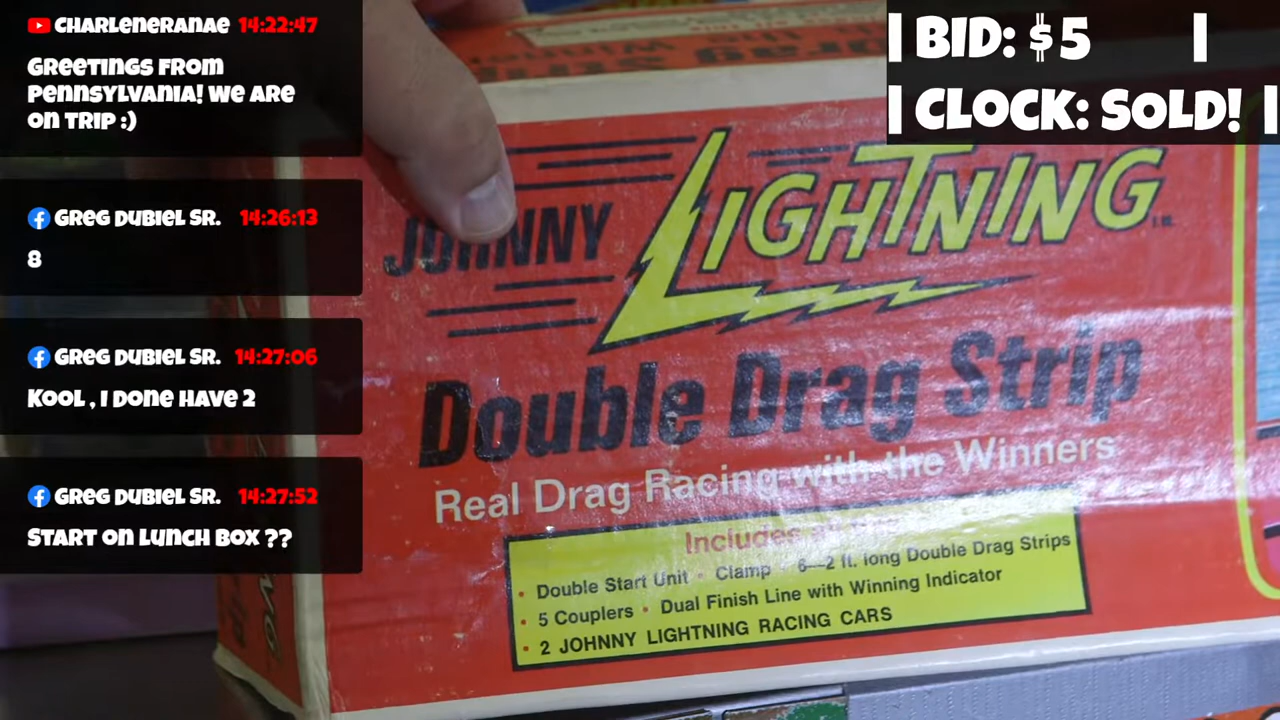 CHARLENERANAE 14:22:47
GREETINGS FROM
PENNSYLVANIA! WE ARE
ON TRIP :)
GREG DUBIEL SR. 14:26:13
8
GREG DUBIEL SR. 14:27:06
KOOL , I DONE HAVE 2
GREG DUBIEL SR. 14:27:52
START ON LUNCH BOX ??
| BID: $5 |
| CLOCK: SOLD! |
JOHNNY LIGHTNING
Double Drag Strip
Real Drag Racing with the Winners
Includes
• Double Start Unit • Clamp • 6—2 ft. long Double Drag Strips
• 5 Couplers • Dual Finish Line with Winning Indicator
• 2 JOHNNY LIGHTNING RACING CARS